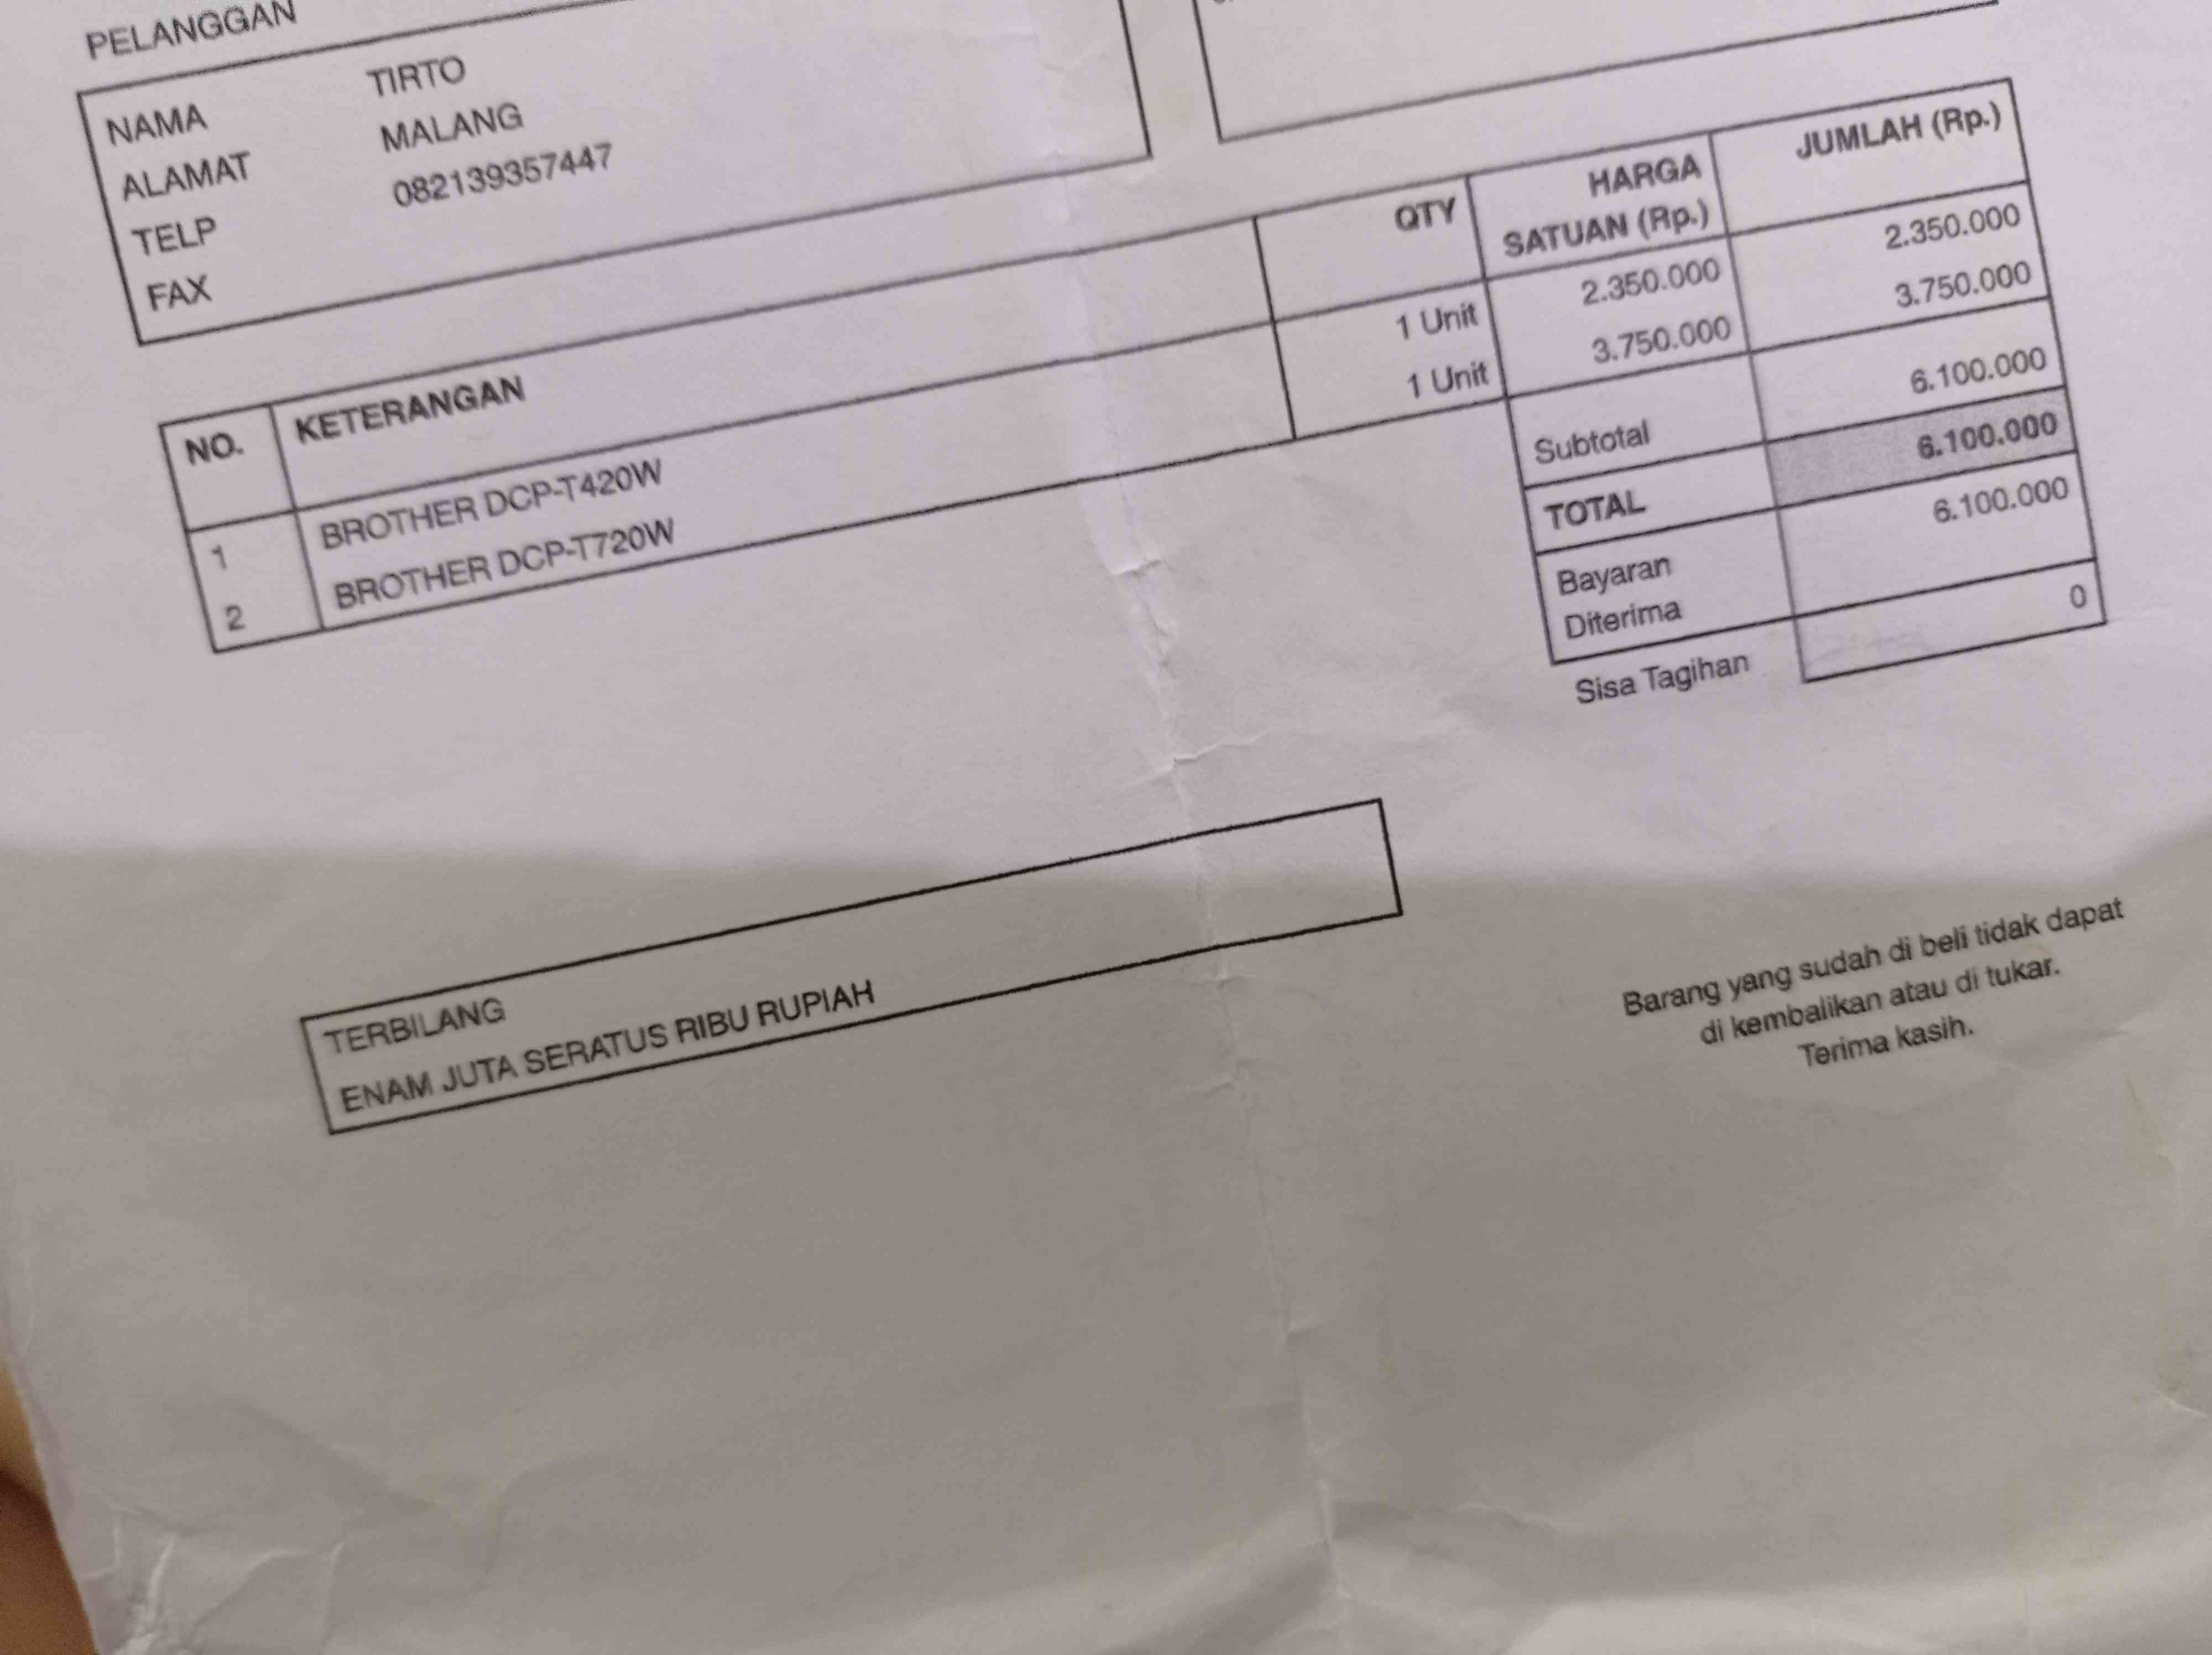 PELANGGAN
NAMA TIRTO
ALAMAT MALANG
TELP 082139357447
FAX
NO. KETERANGAN QTY HARGA SATUAN (Rp.) JUMLAH (Rp.)
1 BROTHER DCP-T420W 1 Unit 2.350.000 2.350.000
2 BROTHER DCP-T720W 1 Unit 3.750.000 3.750.000
Subtotal 6.100.000
TOTAL 6.100.000
Bayaran Diterima 6.100.000
Sisa Tagihan 0
TERBILANG
ENAM JUTA SERATUS RIBU RUPIAH
Barang yang sudah di beli tidak dapat
di kembalikan atau di tukar.
Terima kasih.